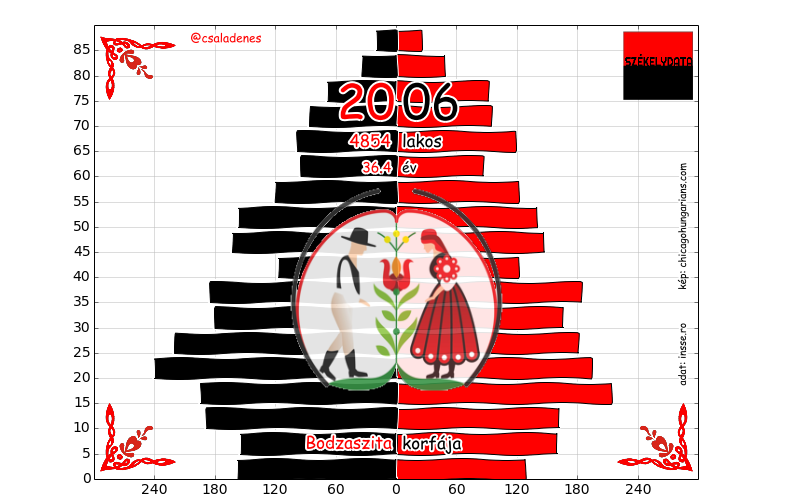 @csaladenes
SZÉKELYDATA
2006
4854 lakos
36.4 év
kép: chicagohungarians.com
adat: insse.ro
Bodzaszita korfája
85
80
75
70
65
60
55
50
45
40
35
30
25
20
15
10
5
0
240 180 120 60 0 60 120 180 240